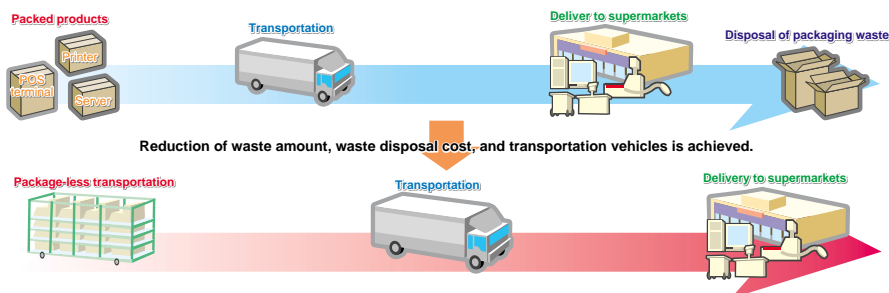 Packed products
Transportation
Deliver to supermarkets
Disposal of packaging waste
Printer
POS
terminal
Server
Reduction of waste amount, waste disposal cost, and transportation vehicles is achieved.
Package-less transportation
Transportation
Delivery to supermarkets